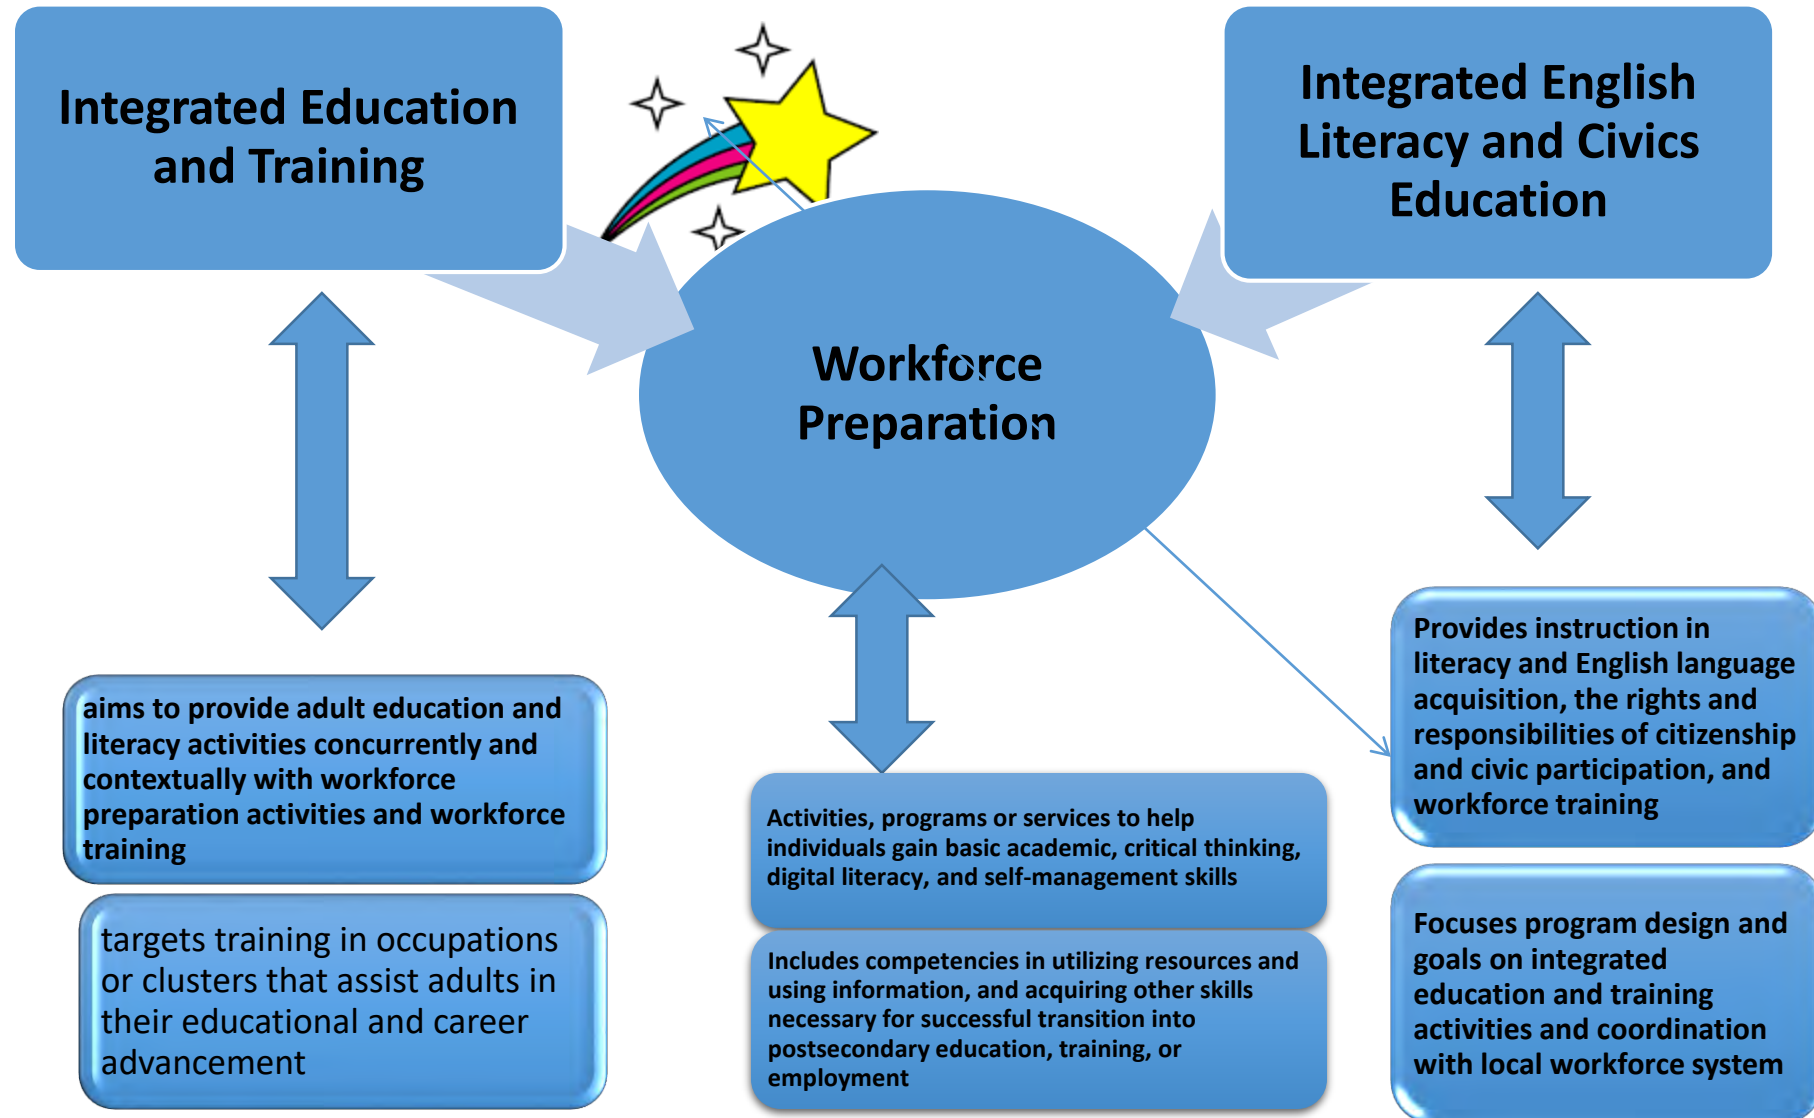 Integrated Education
and Training
Integrated English
Literacy and Civics
Education
Workforce
Preparation
aims to provide adult education and
literacy activities concurrently and
contextually with workforce
preparation activities and workforce
training
targets training in occupations
or clusters that assist adults in
their educational and career
advancement
Activities, programs or services to help
individuals gain basic academic, critical thinking,
digital literacy, and self-management skills
Includes competencies in utilizing resources and
using information, and acquiring other skills
necessary for successful transition into
postsecondary education, training, or
employment
Provides instruction in
literacy and English language
acquisition, the rights and
responsibilities of citizenship
and civic participation, and
workforce training
Focuses program design and
goals on integrated
education and training
activities and coordination
with local workforce system